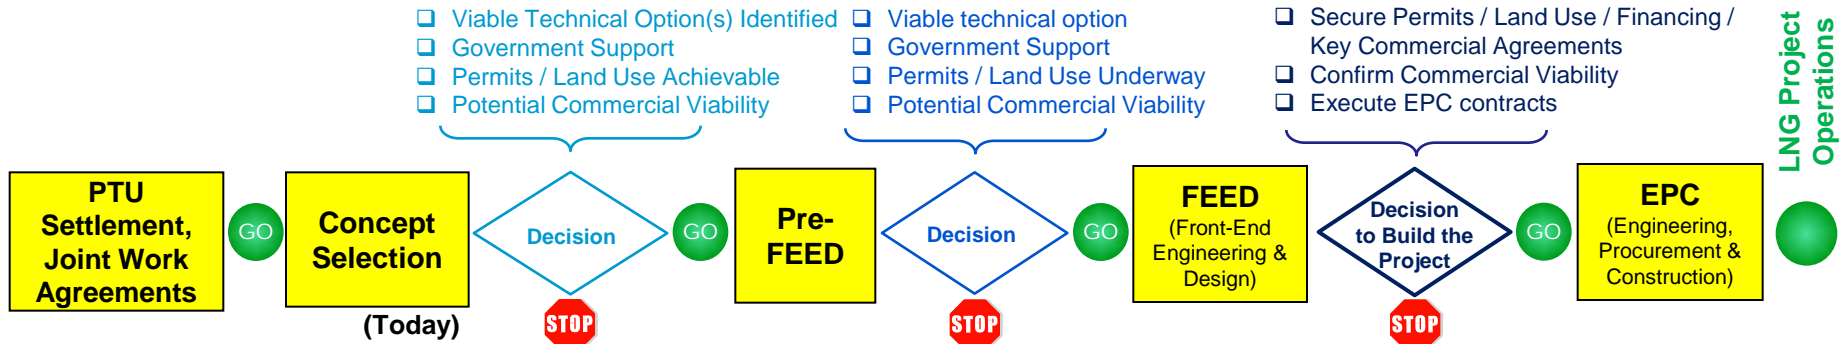 ❑ Viable Technical Option(s) Identified
❑ Government Support
❑ Permits / Land Use Achievable
❑ Potential Commercial Viability
❑ Viable technical option
❑ Government Support
❑ Permits / Land Use Underway
❑ Potential Commercial Viability
❑ Secure Permits / Land Use / Financing /
Key Commercial Agreements
❑ Confirm Commercial Viability
❑ Execute EPC contracts
PTU
Settlement,
Joint Work
Agreements
GO
Concept
Selection
(Today)
Decision
STOP
GO
Pre-
FEED
Decision
STOP
GO
FEED
(Front-End
Engineering &
Design)
Decision
to Build the
Project
STOP
GO
EPC
(Engineering,
Procurement &
Construction)
LNG Project
Operations